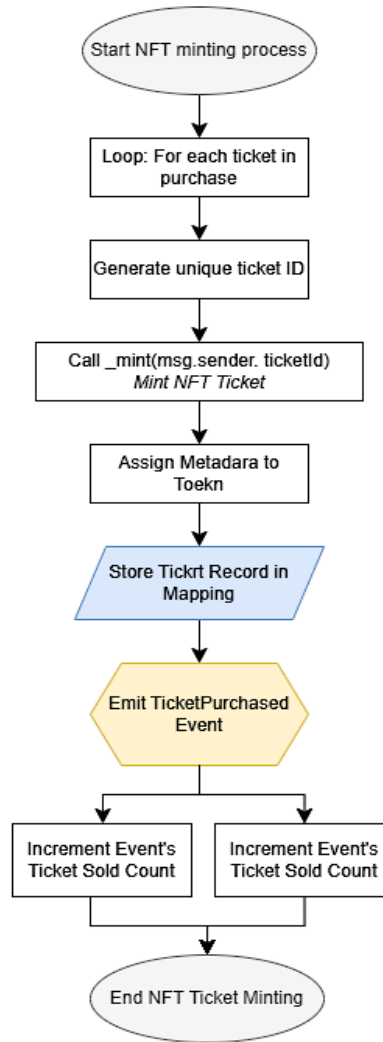 Start NFT minting process
Loop: For each ticket in
purchase
Generate unique ticket ID
Call _mint(msg.sender. ticketId)
Mint NFT Ticket
Assign Metadara to
Toekn
Store Tickrt Record in
Mapping
Emit TicketPurchased
Event
Increment Event's
Ticket Sold Count
Increment Event's
Ticket Sold Count
End NFT Ticket Minting